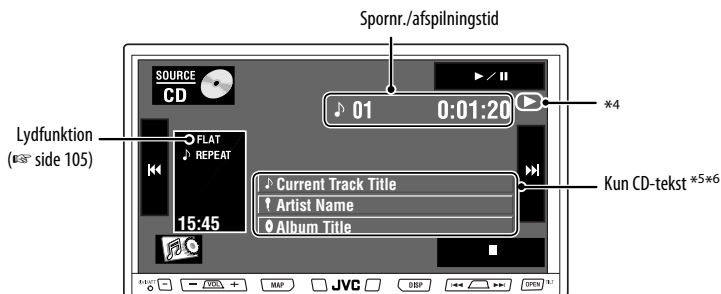 Spornr./afspilningstid
SOURCE
CD
01 0:01:20
*4
Lydfunktion
(☞ side 105)
FLAT
REPEAT
15:45
Current Track Title
Artist Name
Album Title
Kun CD-tekst *5*6
VOL
MAP
JVC
DISP
OPEN
TILT